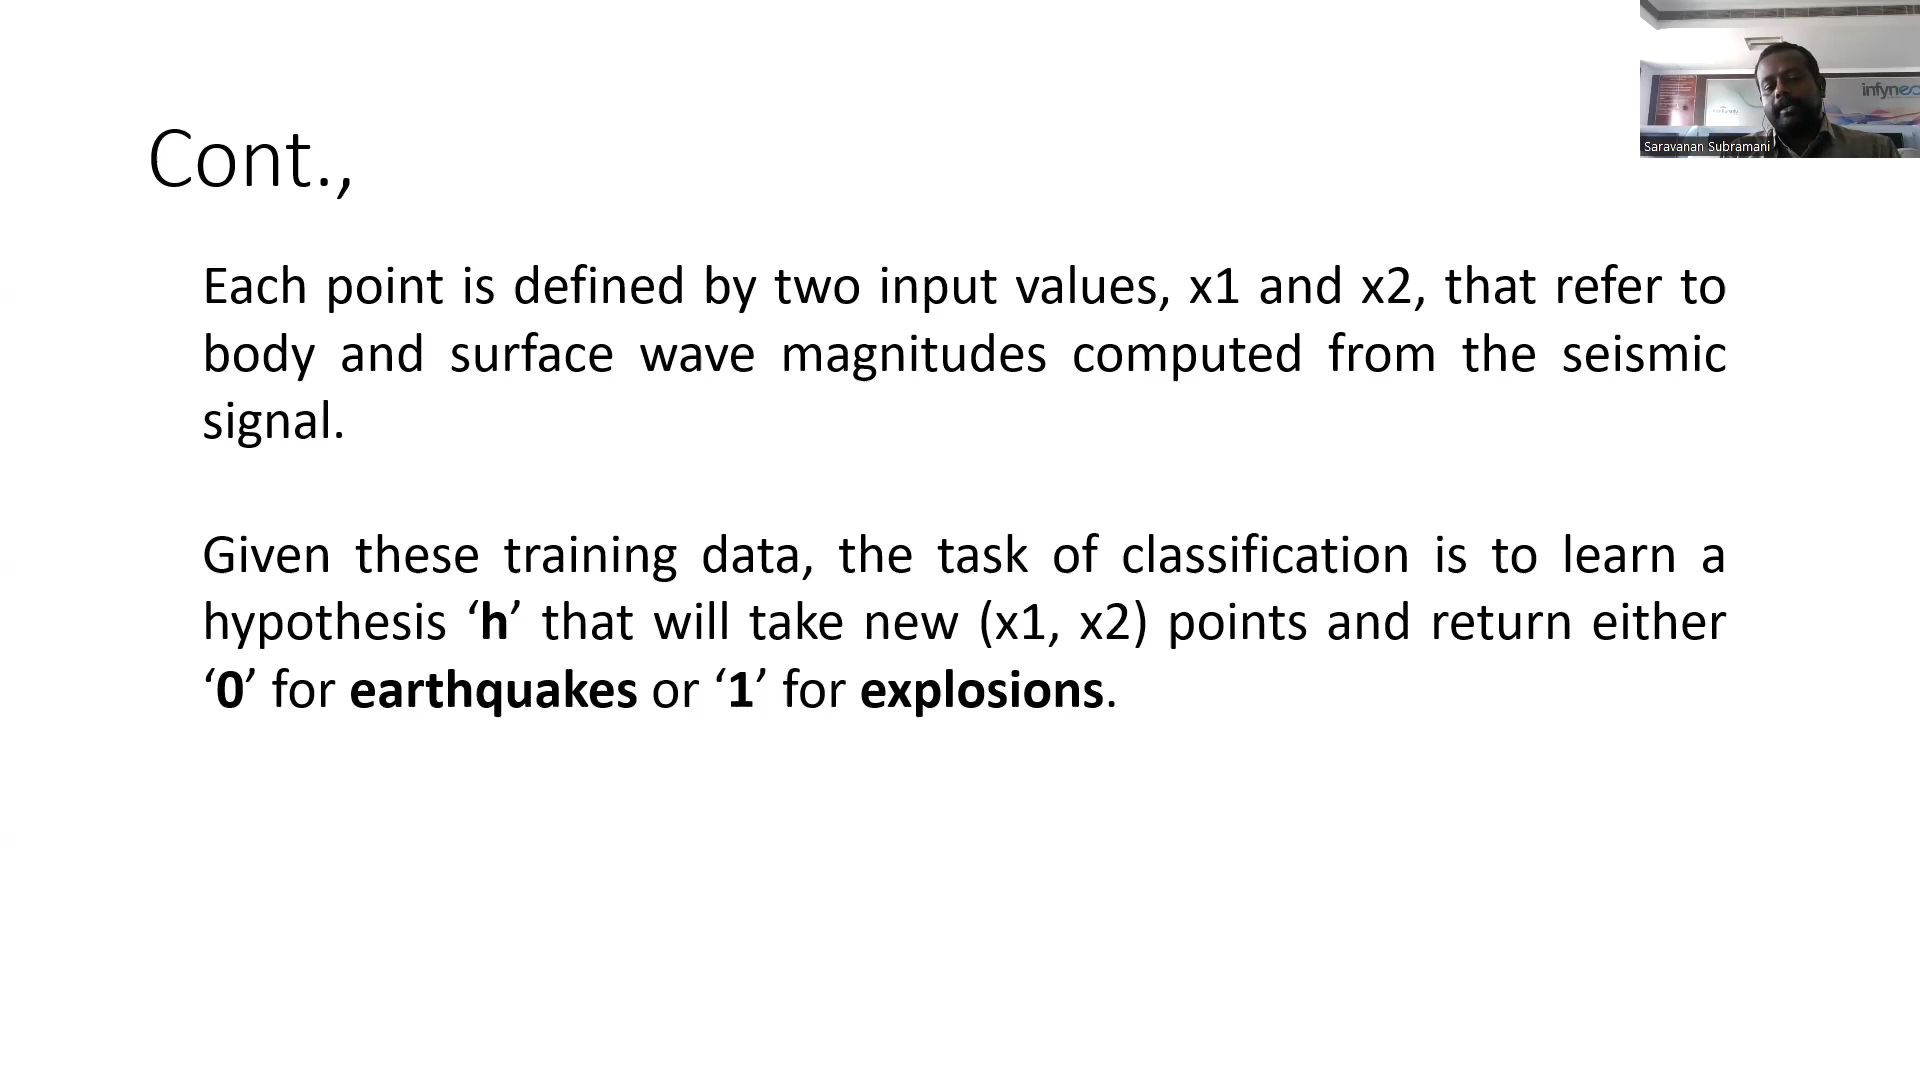 Cont.,
Each point is defined by two input values, x1 and x2, that refer to
body and surface wave magnitudes computed from the seismic
signal.
Given these training data, the task of classification is to learn a
hypothesis ‘h’ that will take new (x1, x2) points and return either
‘0’ for earthquakes or ‘1’ for explosions.
Saravanan Subramani